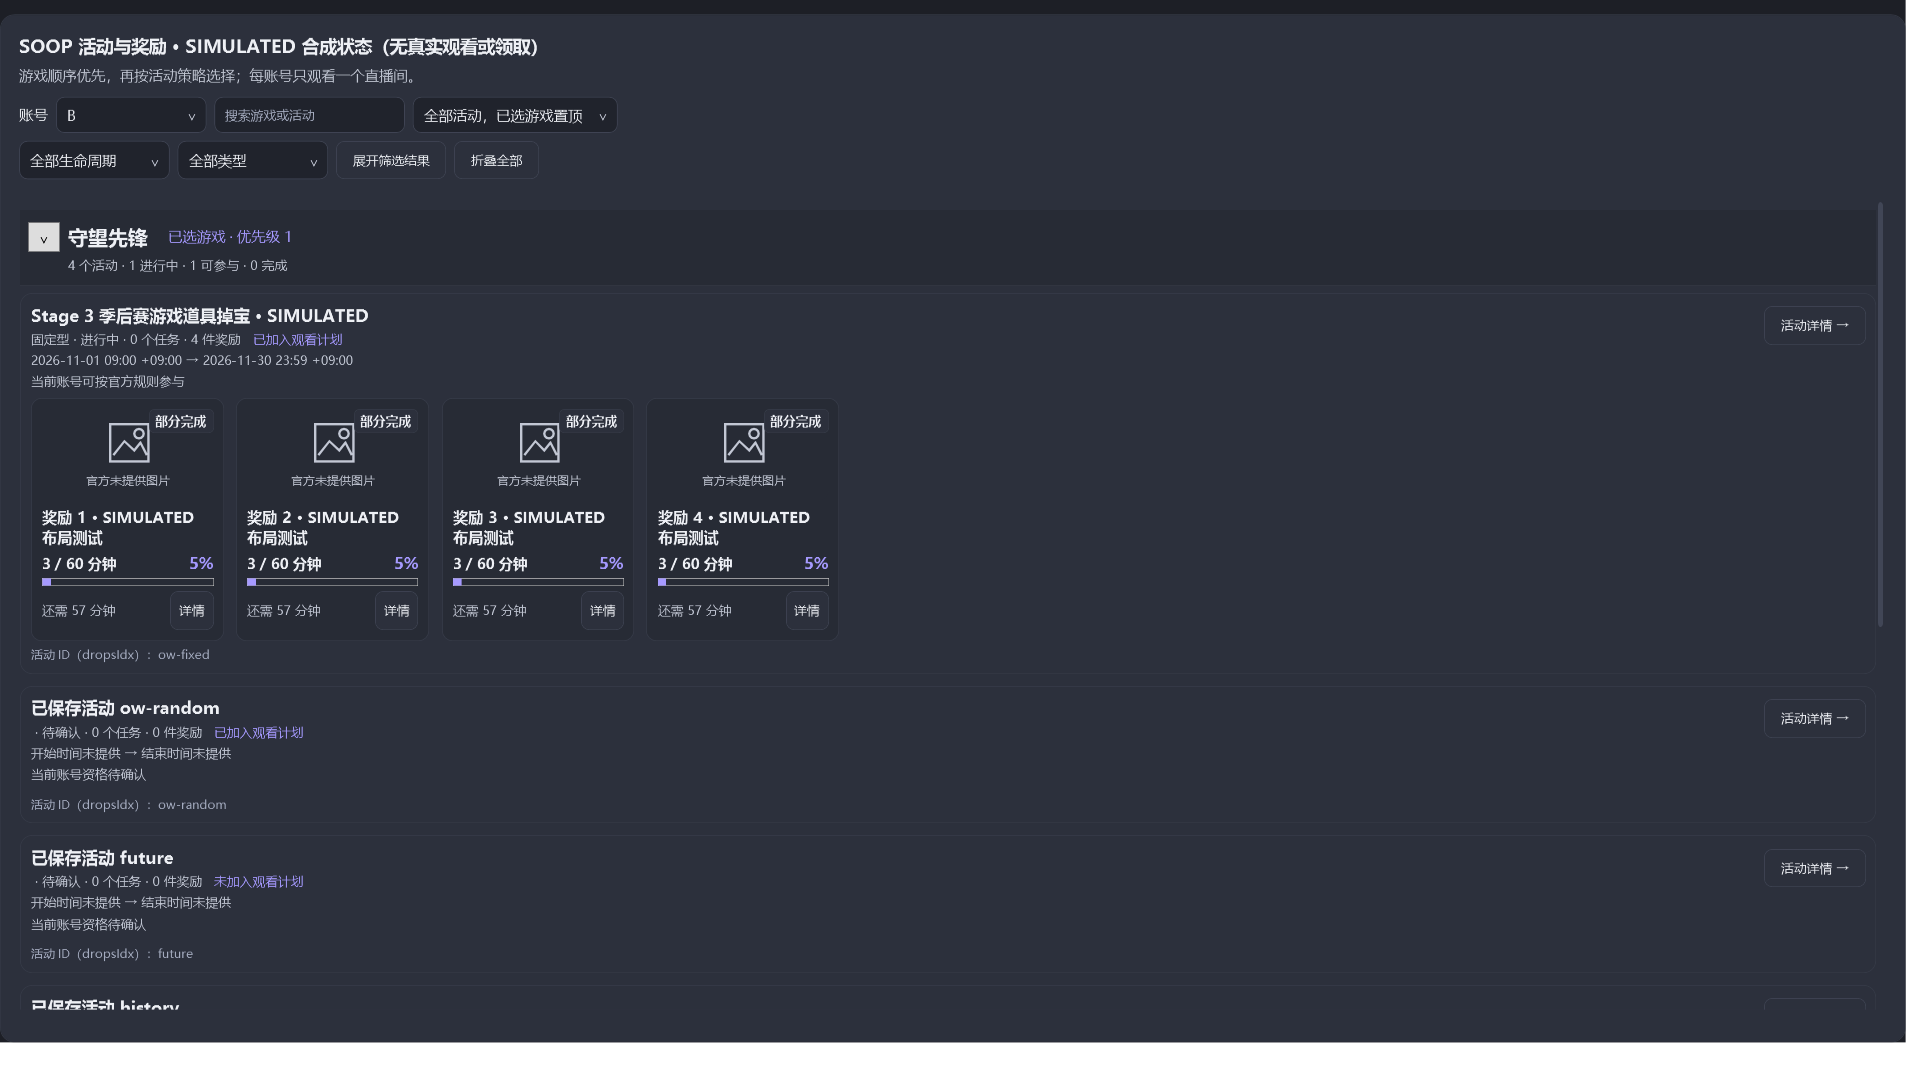 SOOP 活动与奖励 • SIMULATED 合成状态（无真实观看或领取）
游戏顺序优先，再按活动策略选择；每账号只观看一个直播间。
账号 B 搜索游戏或活动 全部活动，已选游戏置顶
全部生命周期 全部类型 展开筛选结果 折叠全部
守望先锋 已选游戏 · 优先级 1
4 个活动 · 1 进行中 · 1 可参与 · 0 完成
Stage 3 季后赛游戏道具掉宝 • SIMULATED 活动详情 →
固定型 · 进行中 · 0 个任务 · 4 件奖励 已加入观看计划
2026-11-01 09:00 +09:00 → 2026-11-30 23:59 +09:00
当前账号可按官方规则参与
部分完成 部分完成 部分完成 部分完成
官方未提供图片 官方未提供图片 官方未提供图片 官方未提供图片
奖励 1 • SIMULATED 奖励 2 • SIMULATED 奖励 3 • SIMULATED 奖励 4 • SIMULATED
布局测试 布局测试 布局测试 布局测试
3 / 60 分钟 5% 3 / 60 分钟 5% 3 / 60 分钟 5% 3 / 60 分钟 5%
还需 57 分钟 详情 还需 57 分钟 详情 还需 57 分钟 详情 还需 57 分钟 详情
活动 ID（dropsIdx）：ow-fixed
已保存活动 ow-random 活动详情 →
· 待确认 · 0 个任务 · 0 件奖励 已加入观看计划
开始时间未提供 → 结束时间未提供
当前账号资格待确认
活动 ID（dropsIdx）：ow-random
已保存活动 future 活动详情 →
· 待确认 · 0 个任务 · 0 件奖励 未加入观看计划
开始时间未提供 → 结束时间未提供
当前账号资格待确认
活动 ID（dropsIdx）：future
已保存活动 history